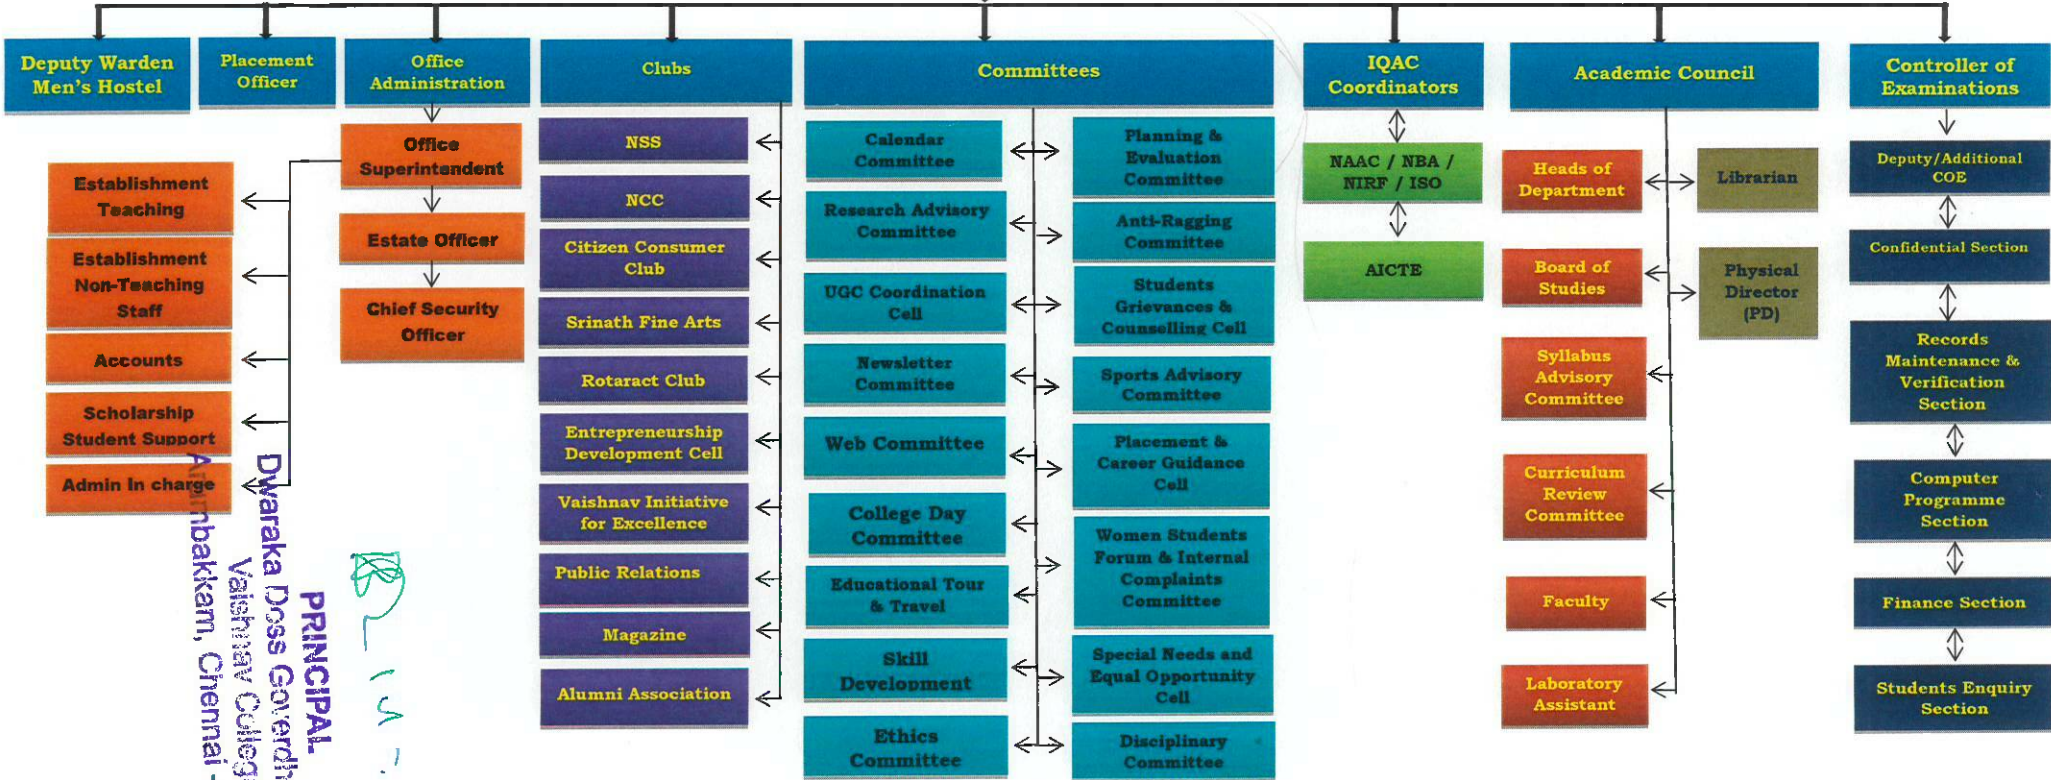 Deputy Warden
Men's Hostel
Placement
Officer
Office
Administration
Clubs
Committees
IQAC
Coordinators
Academic Council
Controller of
Examinations
Office
Superintendent
Estate Officer
Chief Security
Officer
Establishment
Teaching
Establishment
Non-Teaching
Staff
Accounts
Scholarship
Student Support
Admin In charge
NSS
NCC
Citizen Consumer
Club
Srinath Fine Arts
Rotaract Club
Entrepreneurship
Development Cell
Vaishnav Initiative
for Excellence
Public Relations
Magazine
Alumni Association
Calendar
Committee
Research Advisory
Committee
UGC Coordination
Cell
Newsletter
Committee
Web Committee
College Day
Committee
Educational Tour
& Travel
Skill
Development
Ethics
Committee
Planning &
Evaluation
Committee
Anti-Ragging
Committee
Students
Grievances &
Counselling Cell
Sports Advisory
Committee
Placement &
Career Guidance
Cell
Women Students
Forum & Internal
Complaints
Committee
Special Needs and
Equal Opportunity
Cell
Disciplinary
Committee
NAAC / NBA /
NIRF / ISO
AICTE
Heads of
Department
Board of
Studies
Syllabus
Advisory
Committee
Curriculum
Review
Committee
Faculty
Laboratory
Assistant
Librarian
Physical
Director
(PD)
Deputy/Additional
COE
Confidential Section
Records
Maintenance &
Verification
Section
Computer
Programme
Section
Finance Section
Students Enquiry
Section
PRINCIPAL
Dwaraka Doss Goverdh
Vaishnav Colleg
Chennai -